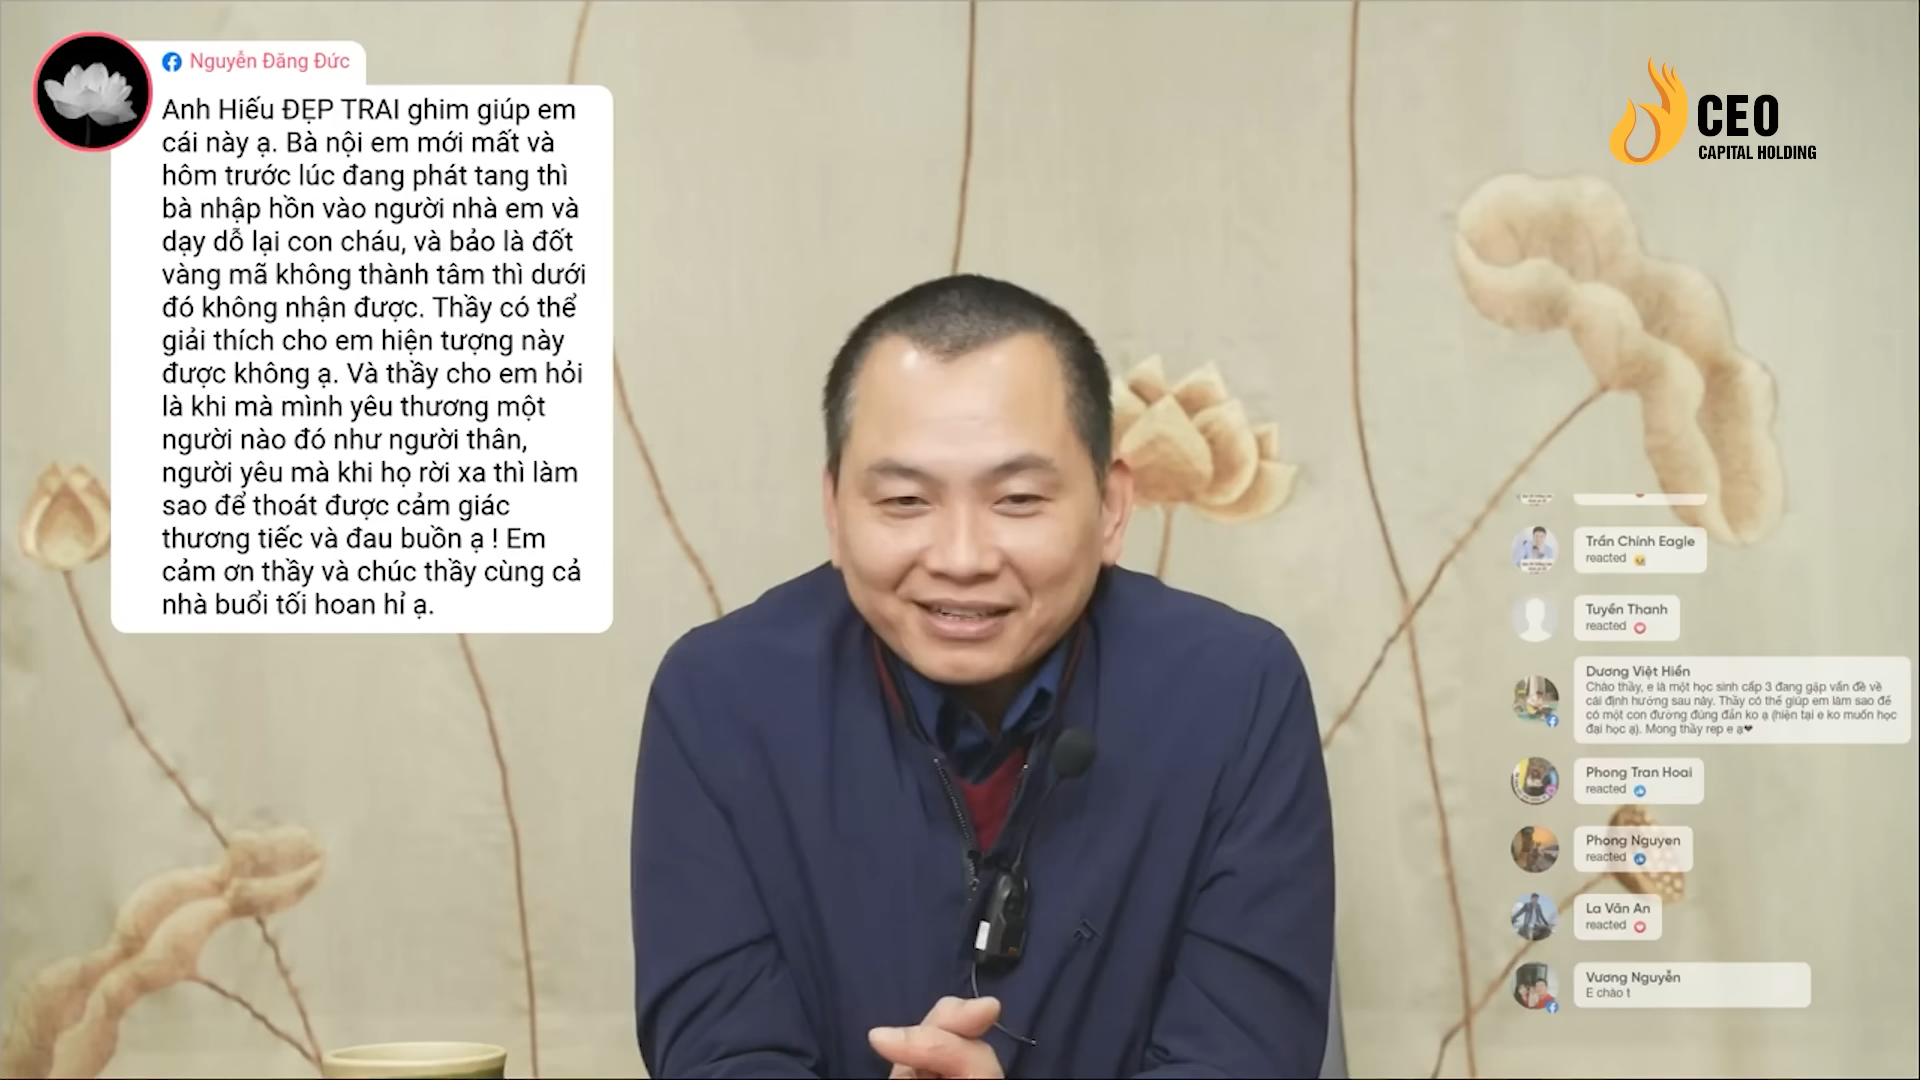 Nguyễn Đăng Đức
Anh Hiếu ĐẸP TRAI ghim giúp em
cái này ạ. Bà nội em mới mất và
hôm trước lúc đang phát tang thì
bà nhập hồn vào người nhà em và
dạy dỗ lại con cháu, và bảo là đốt
vàng mã không thành tâm thì dưới
đó không nhận được. Thầy có thể
giải thích cho em hiện tượng này
được không ạ. Và thầy cho em hỏi
là khi mà mình yêu thương một
người nào đó như người thân,
người yêu mà khi họ rời xa thì làm
sao để thoát được cảm giác
thương tiếc và đau buồn ạ ! Em
cảm ơn thầy và chúc thầy cùng cả
nhà buổi tối hoan hỉ ạ.
CEO
CAPITAL HOLDING
Trần Chính Eagle
reacted
Tuyển Thanh
reacted
Dương Việt Hiển
Chào thầy, e là một học sinh cấp 3 đang gặp vấn đề về
cái định hướng sau này. Thầy có thể giúp em làm sao để
có một con đường đúng đắn ko ạ (hiện tại e ko muốn học
đại học ạ). Mong thầy rep e ạ❤
Phong Tran Hoai
reacted
Phong Nguyen
reacted
La Văn An
reacted
Vương Nguyễn
E chào t